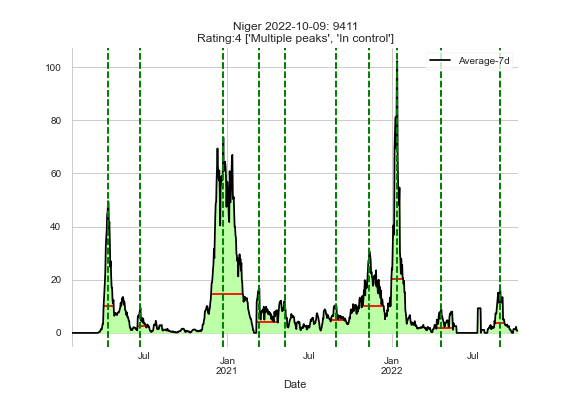 Niger 2022-10-09: 9411
Rating:4 ['Multiple peaks', 'In control']
Average-7d
100
80
60
40
20
0
Jul
Jan
2021
Jul
Jan
2022
Jul
Date